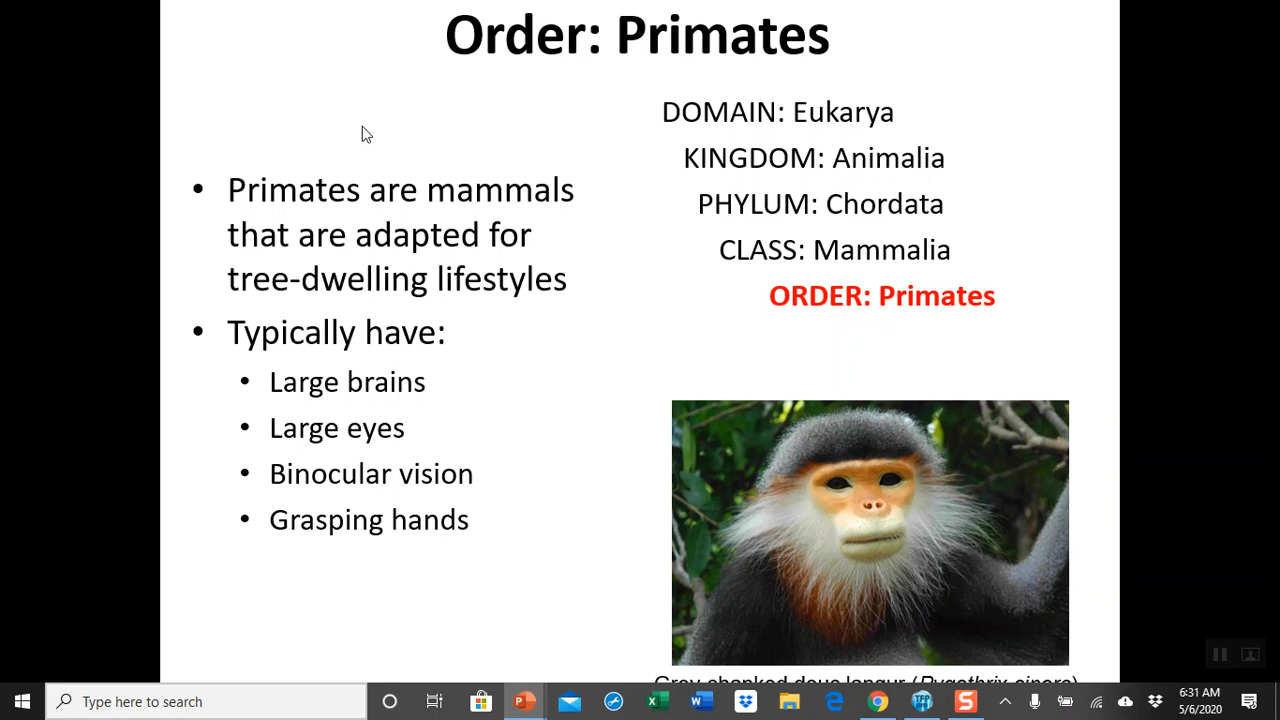 Order: Primates
DOMAIN: Eukarya
KINGDOM: Animalia
PHYLUM: Chordata
CLASS: Mammalia
ORDER: Primates
• Primates are mammals
that are adapted for
tree-dwelling lifestyles
• Typically have:
• Large brains
• Large eyes
• Binocular vision
• Grasping hands
Type here to search
6:31 AM
5/6/2020